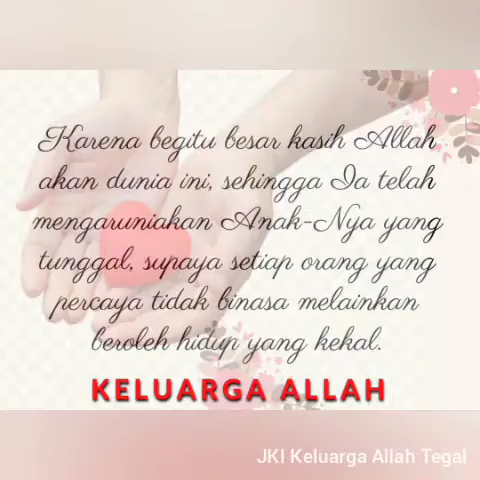 Karena begitu besar kasih Allah
akan dunia ini, sehingga Ia telah
mengaruniakan Anak-Nya yang
tunggal, supaya setiap orang yang
percaya tidak binasa melainkan
beroleh hidup yang kekal.
KELUARGA ALLAH
JKI Keluarga Allah Tegal